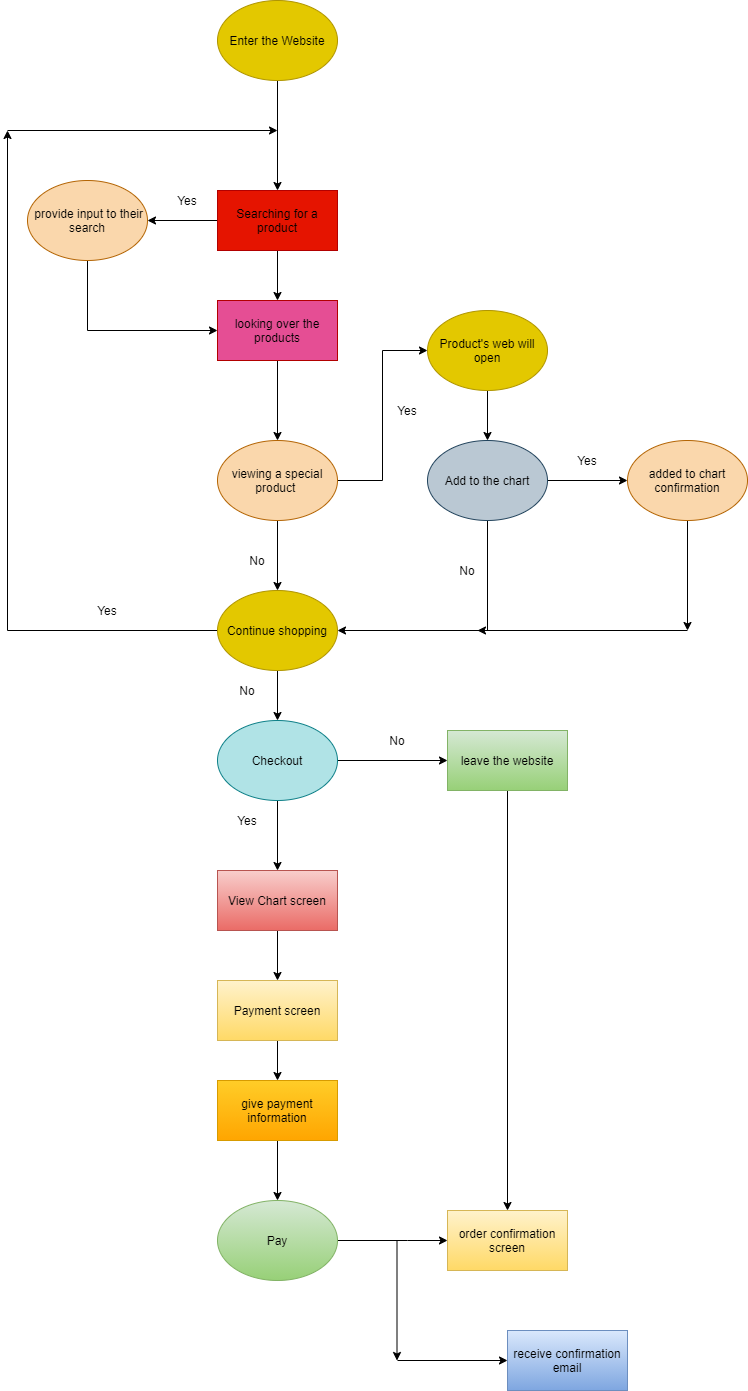 Enter the Website
Yes
Searching for a
product
provide input to their
search
looking over the
products
Product's web will
open
Yes
viewing a special
product
Add to the chart
Yes
added to chart
confirmation
No
No
Yes
Continue shopping
No
Checkout
No
leave the website
Yes
View Chart screen
Payment screen
give payment
information
Pay
order confirmation
screen
receive confirmation
email